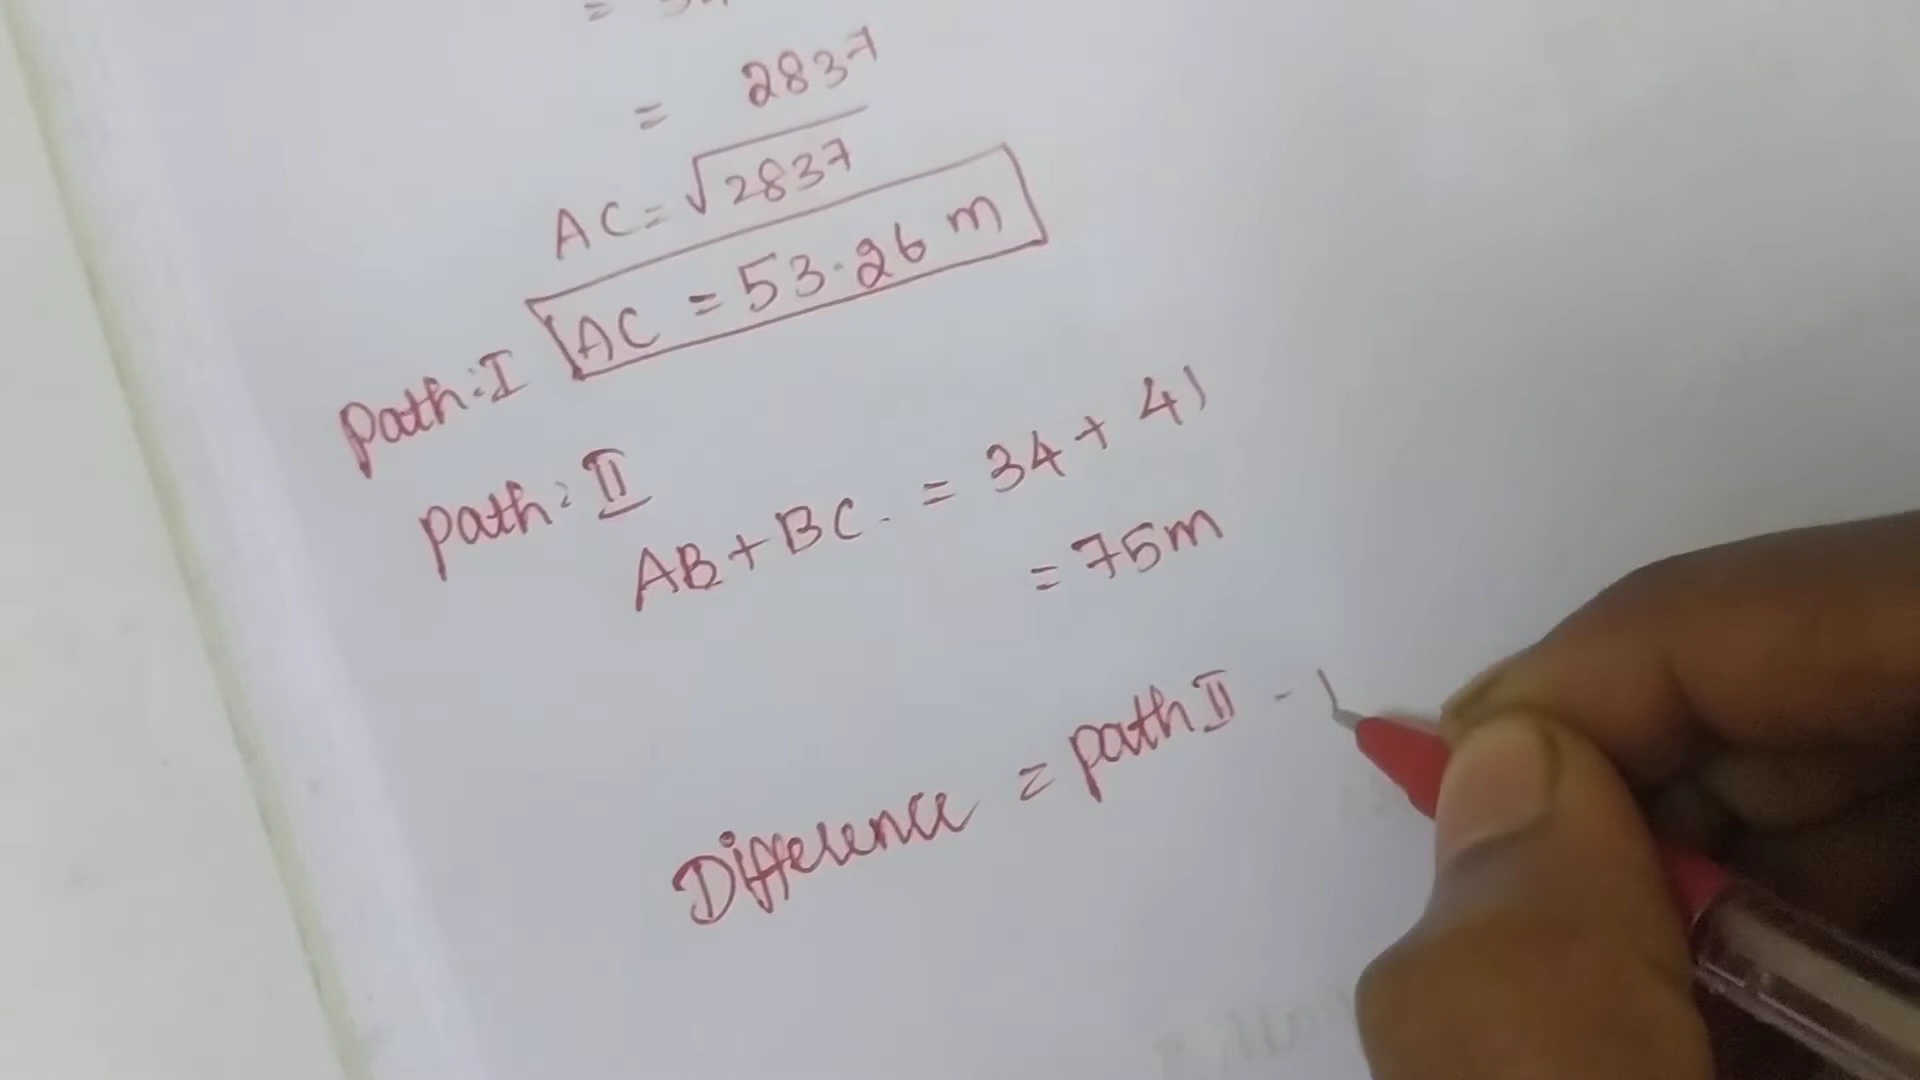 =
= 2837
AC = √2837
AC = 53.26 m
Path: I
Path: II
AB + BC. = 34 + 41
= 75m
Difference = path II -